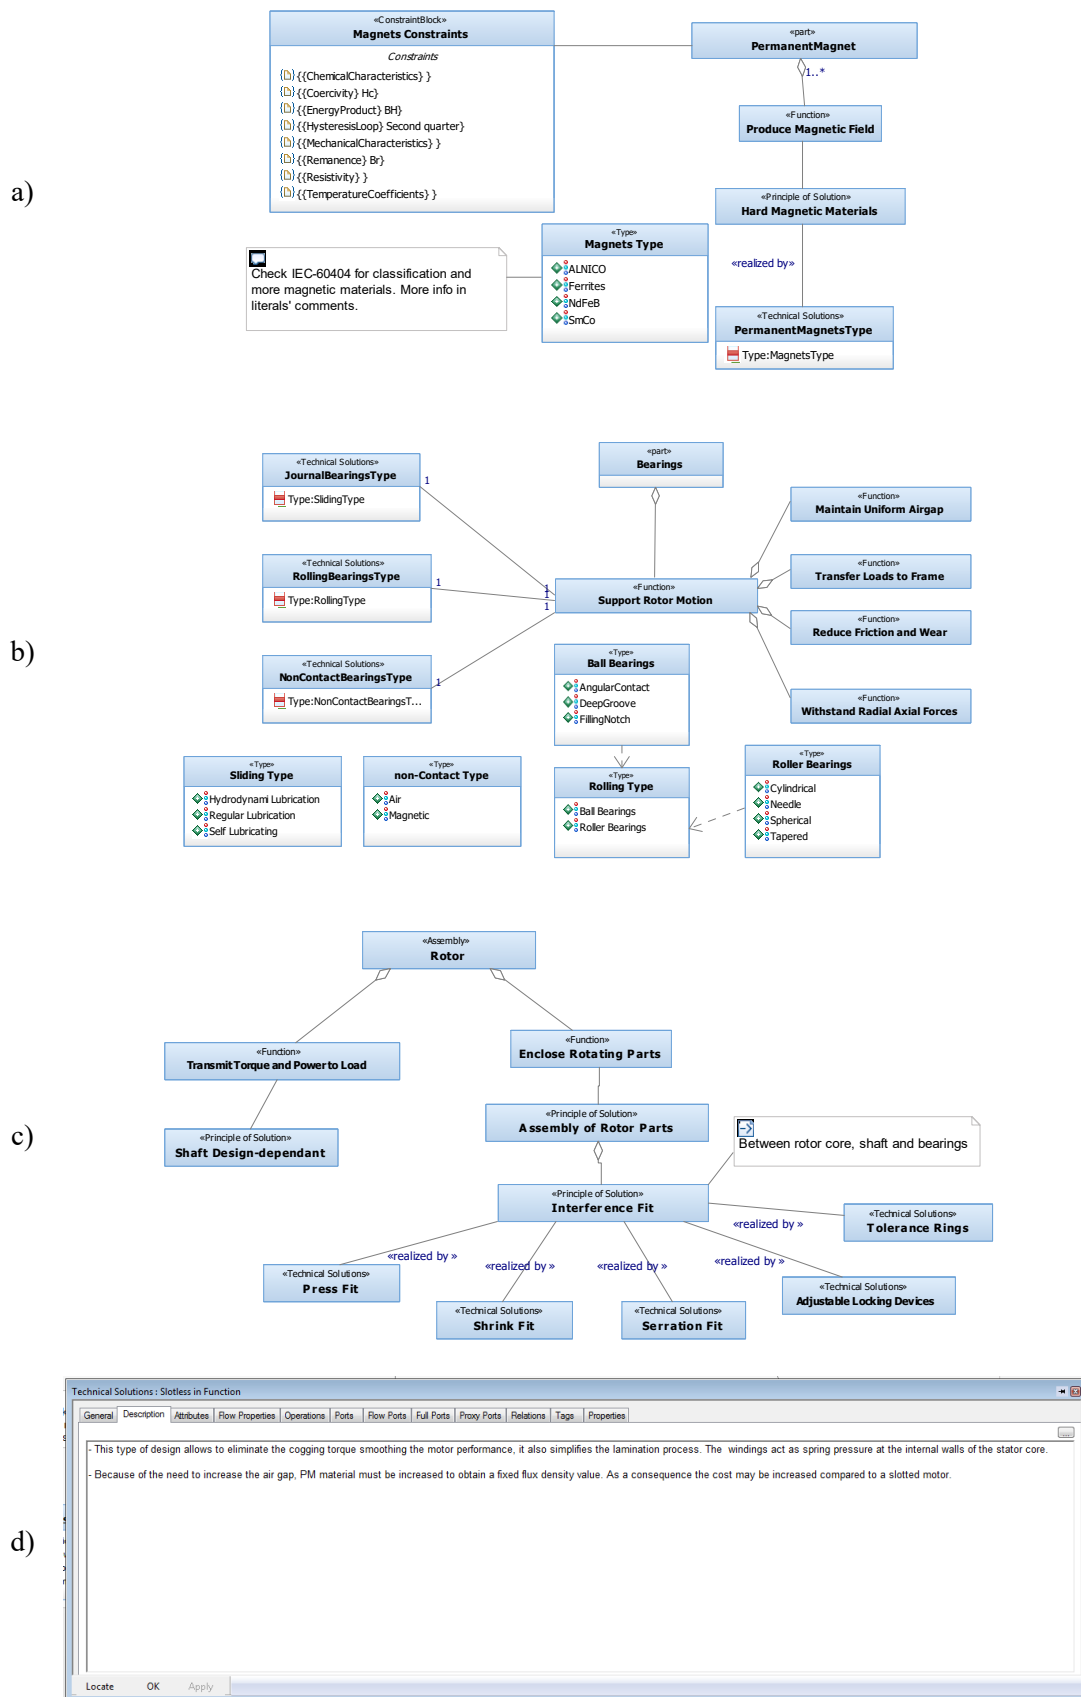 a)
«ConstraintBlock»
Magnets Constraints
Constraints
{{ChemicalCharacteristics} }
{{Coercivity} Hc}
{{EnergyProduct} BH}
{{HysteresisLoop} Second quarter}
{{MechanicalCharacteristics} }
{{Remanence} Br}
{{Resistivity} }
{{TemperatureCoefficients} }
«part»
PermanentMagnet
1..*
«Function»
Produce Magnetic Field
«Principle of Solution»
Hard Magnetic Materials
«realized by»
«Technical Solutions»
PermanentMagnetsType
Type:MagnetsType
«Type»
Magnets Type
ALNICO
Ferrites
NdFeB
SmCo
Check IEC-60404 for classification and
more magnetic materials. More info in
literals' comments.
b)
«Technical Solutions»
JournalBearingsType
Type:SlidingType
1
«Technical Solutions»
RollingBearingsType
Type:RollingType
1
«Technical Solutions»
NonContactBearingsType
Type:NonContactBearingsT...
1
«part»
Bearings
1
1
1
«Function»
Support Rotor Motion
«Function»
Maintain Uniform Airgap
«Function»
Transfer Loads to Frame
«Function»
Reduce Friction and Wear
«Function»
Withstand Radial Axial Forces
«Type»
Ball Bearings
AngularContact
DeepGroove
FillingNotch
«Type»
Sliding Type
Hydrodynami Lubrication
Regular Lubrication
Self Lubricating
«Type»
non-Contact Type
Air
Magnetic
«Type»
Rolling Type
Ball Bearings
Roller Bearings
«Type»
Roller Bearings
Cylindrical
Needle
Spherical
Tapered
c)
«Assembly»
Rotor
«Function»
Transmit Torque and Power to Load
«Function»
Enclose Rotating Parts
«Principle of Solution»
Shaft Design-dependant
«Principle of Solution»
Assembly of Rotor Parts
Between rotor core, shaft and bearings
«Principle of Solution»
Interference Fit
«realized by »
«realized by »
«realized by »
«realized by »
«realized by »
«Technical Solutions»
Tolerance Rings
«Technical Solutions»
Press Fit
«Technical Solutions»
Shrink Fit
«Technical Solutions»
Serration Fit
«Technical Solutions»
Adjustable Locking Devices
d)
Technical Solutions : Slotless in Function
General Description Attributes Flow Properties Operations Ports Flow Ports Full Ports Proxy Ports Relations Tags Properties
...
- This type of design allows to eliminate the cogging torque smoothing the motor performance, it also simplifies the lamination process. The windings act as spring pressure at the internal walls of the stator core.
- Because of the need to increase the air gap, PM material must be increased to obtain a fixed flux density value. As a consequence the cost may be increased compared to a slotted motor.
Locate OK Apply